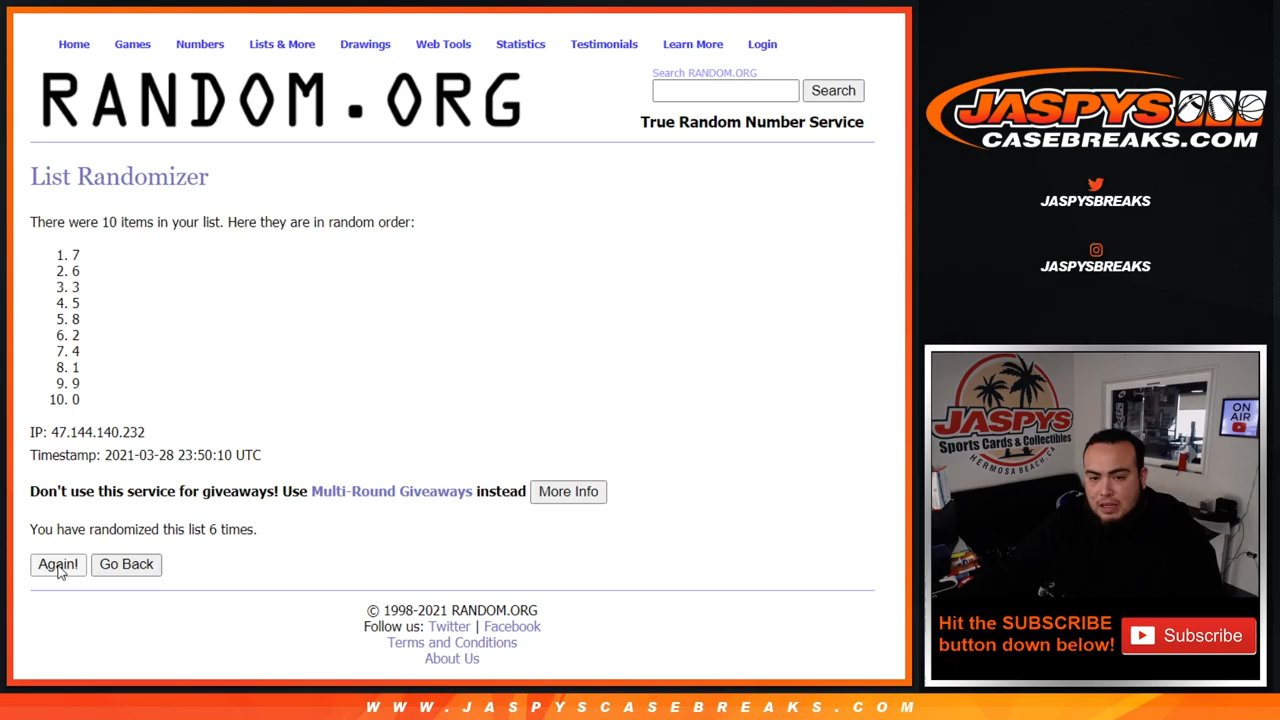 Home Games Numbers Lists & More Drawings Web Tools Statistics Testimonials Learn More Login
RANDOM.ORG
Search RANDOM.ORG
Search
True Random Number Service
List Randomizer
There were 10 items in your list. Here they are in random order:
1. 7
2. 6
3. 3
4. 5
5. 8
6. 2
7. 4
8. 1
9. 9
10. 0
IP: 47.144.140.232
Timestamp: 2021-03-28 23:50:10 UTC
Don't use this service for giveaways! Use Multi-Round Giveaways instead More Info
You have randomized this list 6 times.
Again! Go Back
© 1998-2021 RANDOM.ORG
Follow us: Twitter | Facebook
Terms and Conditions
About Us
JASPYS
CASEBREAKS.COM
JASPYSBREAKS
JASPYSBREAKS
JASPYS
Sports Cards & Collectibles
HERMOSA BEACH, CA
ON
AIR
Hit the SUBSCRIBE
button down below!
Subscribe
WWW.JASPYSCASEBREAKS.COM